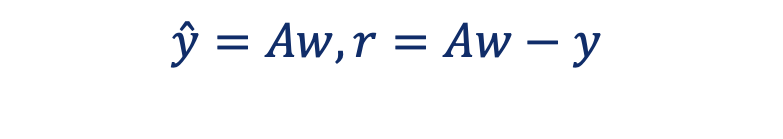 ŷ = Aw, r = Aw − y